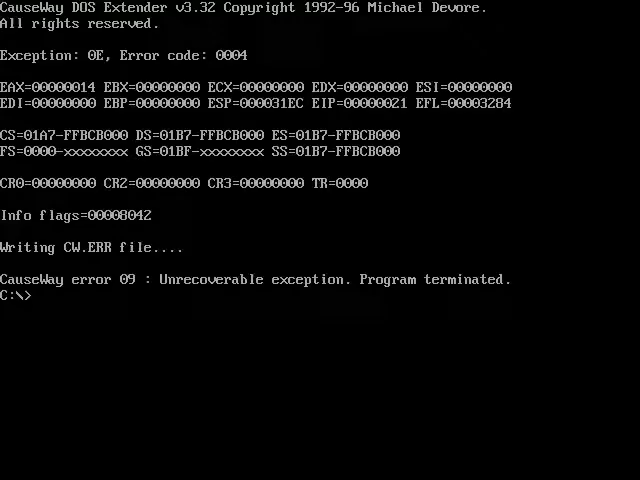 CauseWay DOS Extender v3.32 Copyright 1992-96 Michael Devore.
All rights reserved.
Exception: 0E, Error code: 0004
EAX=00000014 EBX=00000000 ECX=00000000 EDX=00000000 ESI=00000000
EDI=00000000 EBP=00000000 ESP=000031EC EIP=00000021 EFL=00003284
CS=01A7-FFBCB000 DS=01B7-FFBCB000 ES=01B7-FFBCB000
FS=0000-xxxxxxxx GS=01BF-xxxxxxxx SS=01B7-FFBCB000
CR0=00000000 CR2=00000000 CR3=00000000 TR=0000
Info flags=00008042
Writing CW.ERR file....
CauseWay error 09 : Unrecoverable exception. Program terminated.
C:\>